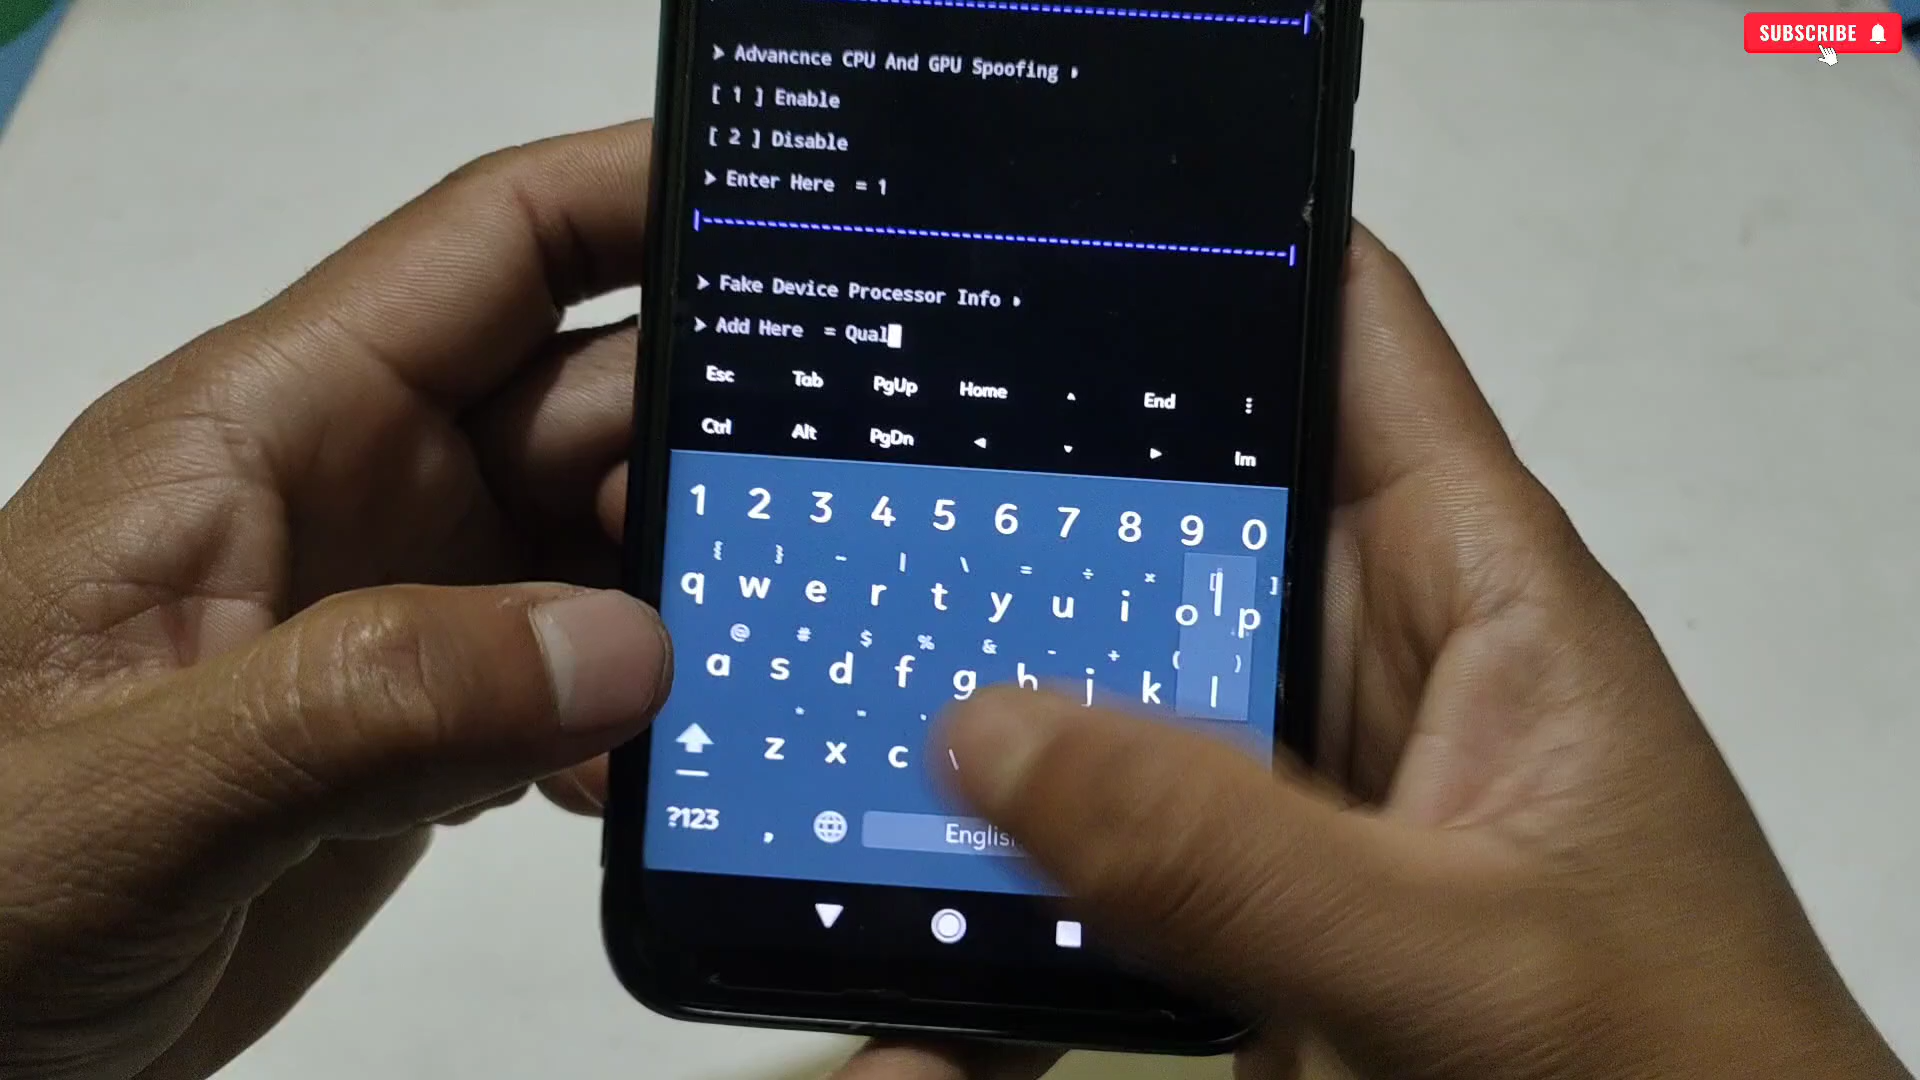 SUBSCRIBE
➤ Advancnce CPU And GPU Spoofing ▸
[ 1 ] Enable
[ 2 ] Disable
➤ Enter Here = 1
➤ Fake Device Processor Info ▸
➤ Add Here = Qual
Esc Tab PgUp Home ▴ End ⋮
Ctrl Alt PgDn ◂ ▾ ▸ Im
1 2 3 4 5 6 7 8 9 0
q w e r t y u i o p
@ # $ % & - + ( )
a s d f g h j k l
z x c
?123 ,